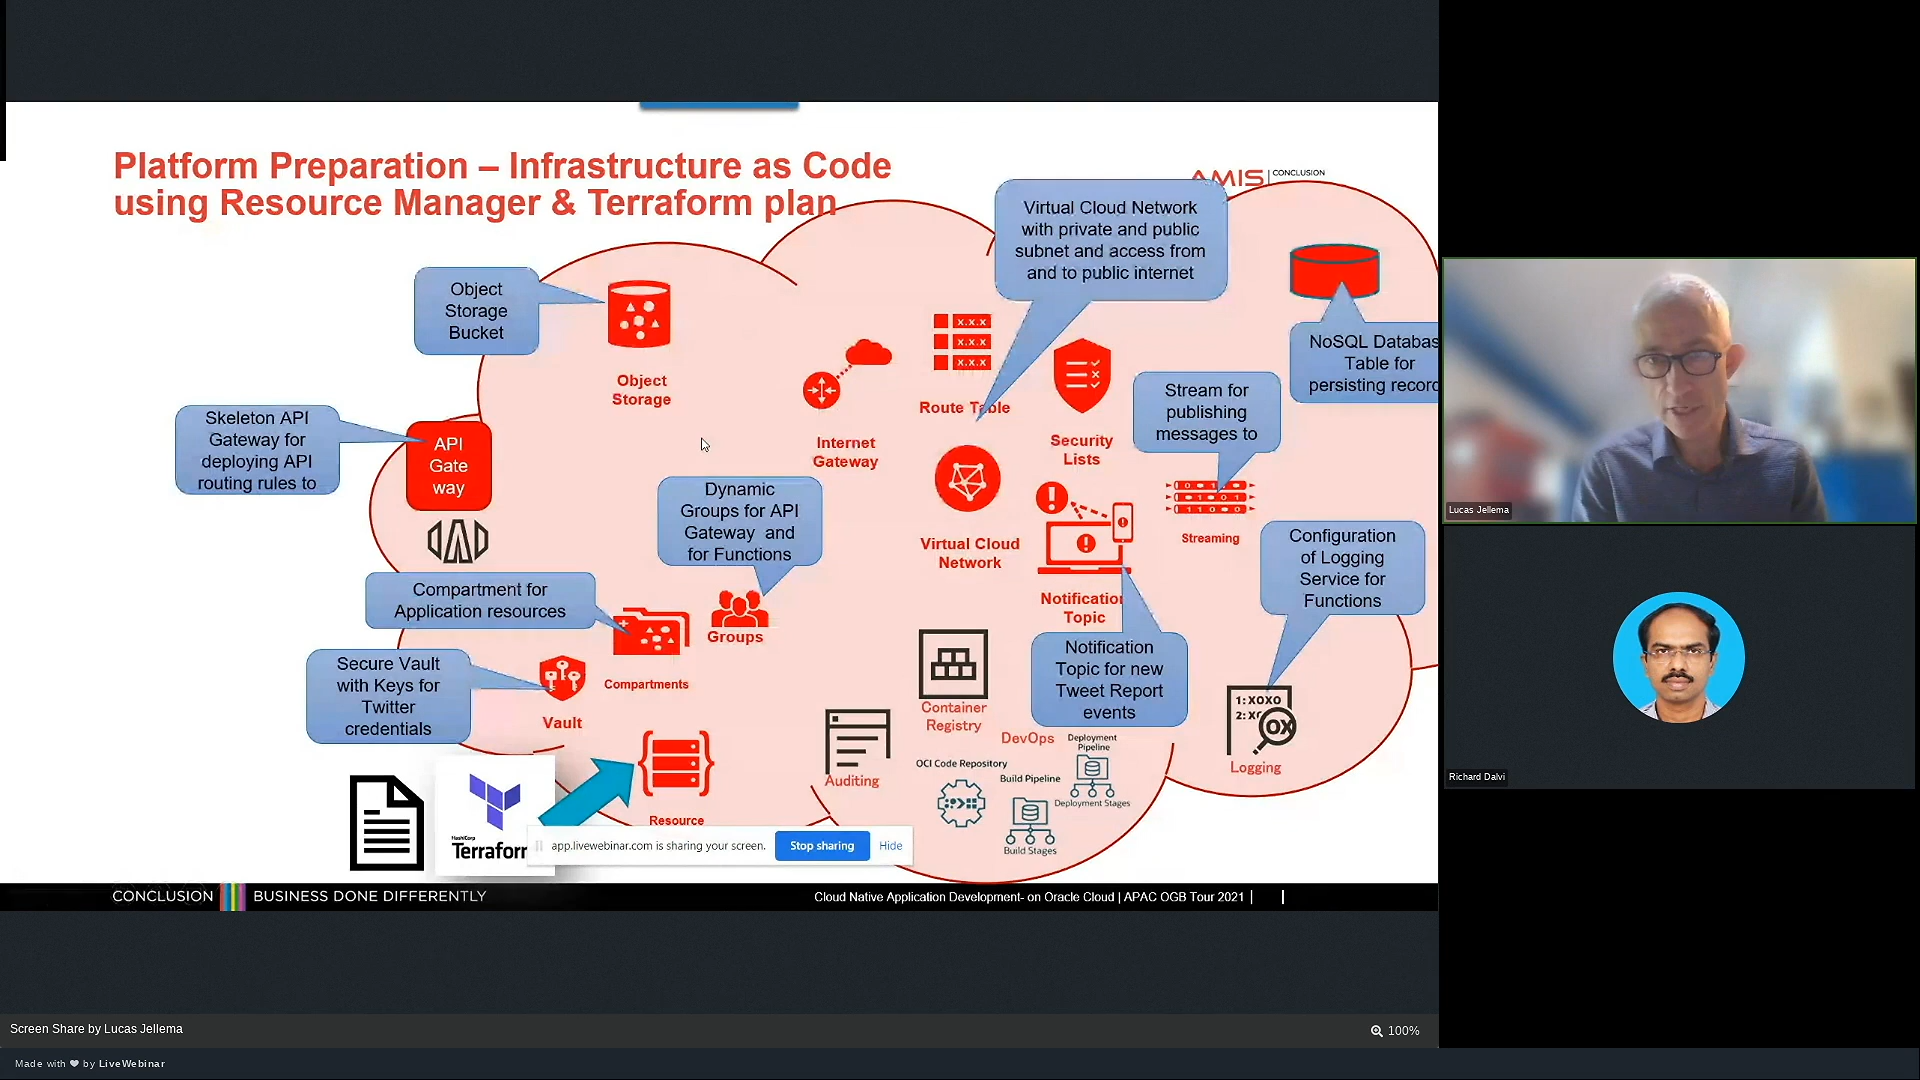 Platform Preparation – Infrastructure as Code
using Resource Manager & Terraform plan
AMIS
CONCLUSION
Virtual Cloud Network
with private and public
subnet and access from
and to public internet
Object
Storage
Bucket
Object
Storage
x.x.x
x.x.x
x.x.x
Route Table
Internet
Gateway
Security
Lists
NoSQL Databas
Table for
persisting record
Stream for
publishing
messages to
Skeleton API
Gateway for
deploying API
routing rules to
API
Gate
way
Dynamic
Groups for API
Gateway and
for Functions
Virtual Cloud
Network
Streaming
Configuration
of Logging
Service for
Functions
Compartment for
Application resources
Groups
Notification
Topic
Secure Vault
with Keys for
Twitter
credentials
Vault
Compartments
Notification
Topic for new
Tweet Report
events
Container
Registry
DevOps
Deployment
Pipeline
1:XOXO
2:X
OX
Logging
Auditing
OCI Code Repository
Build Pipeline
Deployment Stages
Build Stages
HashiCorp
Terraform
Resource
app.livewebinar.com is sharing your screen.
Stop sharing
Hide
CONCLUSION
BUSINESS DONE DIFFERENTLY
Cloud Native Application Development- on Oracle Cloud | APAC OGB Tour 2021 |
Lucas Jellema
Richard Dalvi
Screen Share by Lucas Jellema
100%
Made with ❤ by LiveWebinar